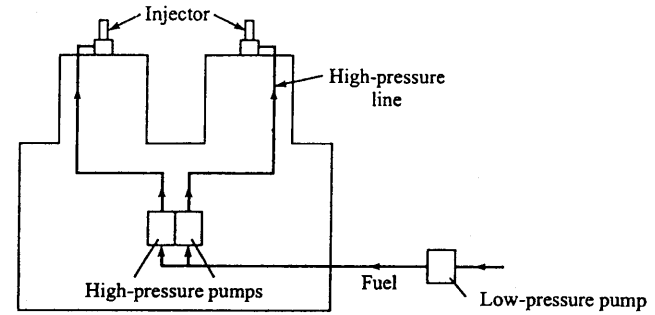 Injector
High-pressure
line
High-pressure pumps
Fuel
Low-pressure pump